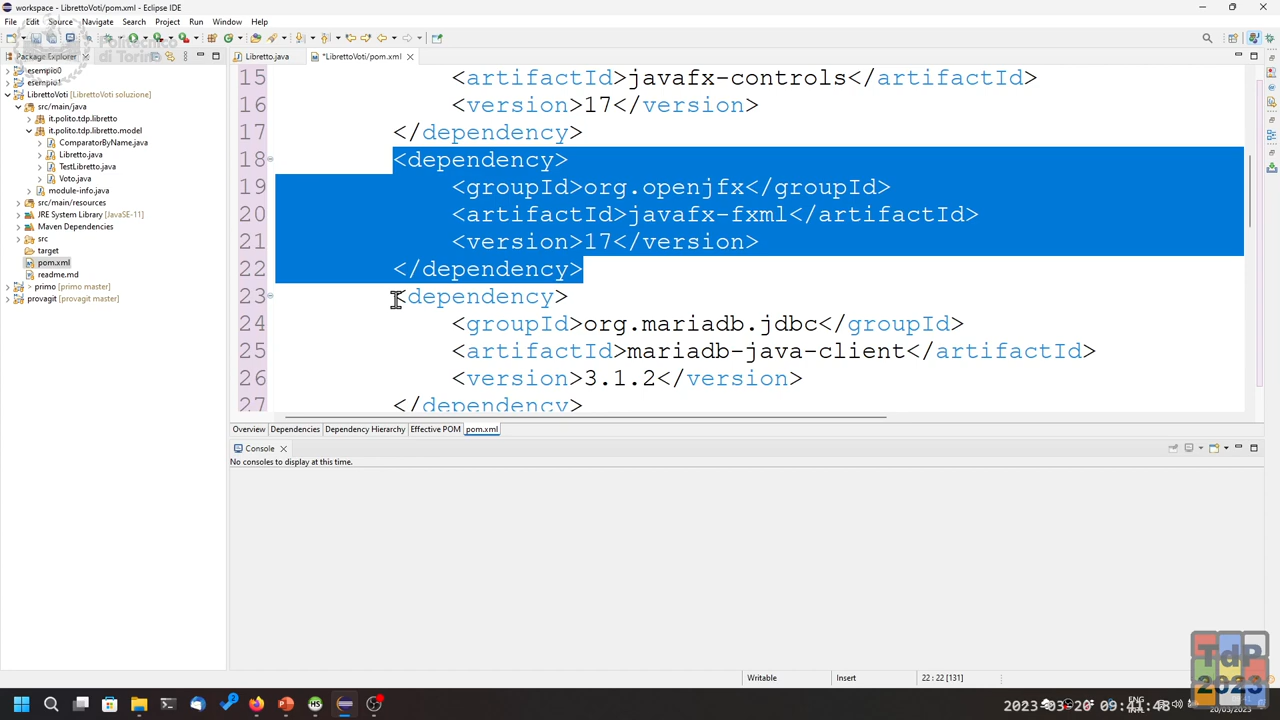 workspace - LibrettoVoti/pom.xml - Eclipse IDE
File Edit Source Navigate Search Project Run Window Help
Politecnico
di Torino
Package Explorer
Libretto.java
*LibrettoVoti/pom.xml
esempio0
esempio1
LibrettoVoti [LibrettoVoti soluzione]
src/main/java
it.polito.tdp.libretto
it.polito.tdp.libretto.model
ComparatorByName.java
Libretto.java
TestLibretto.java
Voto.java
module-info.java
src/main/resources
JRE System Library [JavaSE-11]
Maven Dependencies
src
target
pom.xml
readme.md
> primo [primo master]
provagit [provagit master]
15 <artifactId>javafx-controls</artifactId>
16 <version>17</version>
17 </dependency>
18 <dependency>
19 <groupId>org.openjfx</groupId>
20 <artifactId>javafx-fxml</artifactId>
21 <version>17</version>
22 </dependency>
23 <dependency>
24 <groupId>org.mariadb.jdbc</groupId>
25 <artifactId>mariadb-java-client</artifactId>
26 <version>3.1.2</version>
27 </dependency>
Overview Dependencies Dependency Hierarchy Effective POM pom.xml
Console
No consoles to display at this time.
Writable Insert 22 : 22 [131]
TdP
2023
ENG